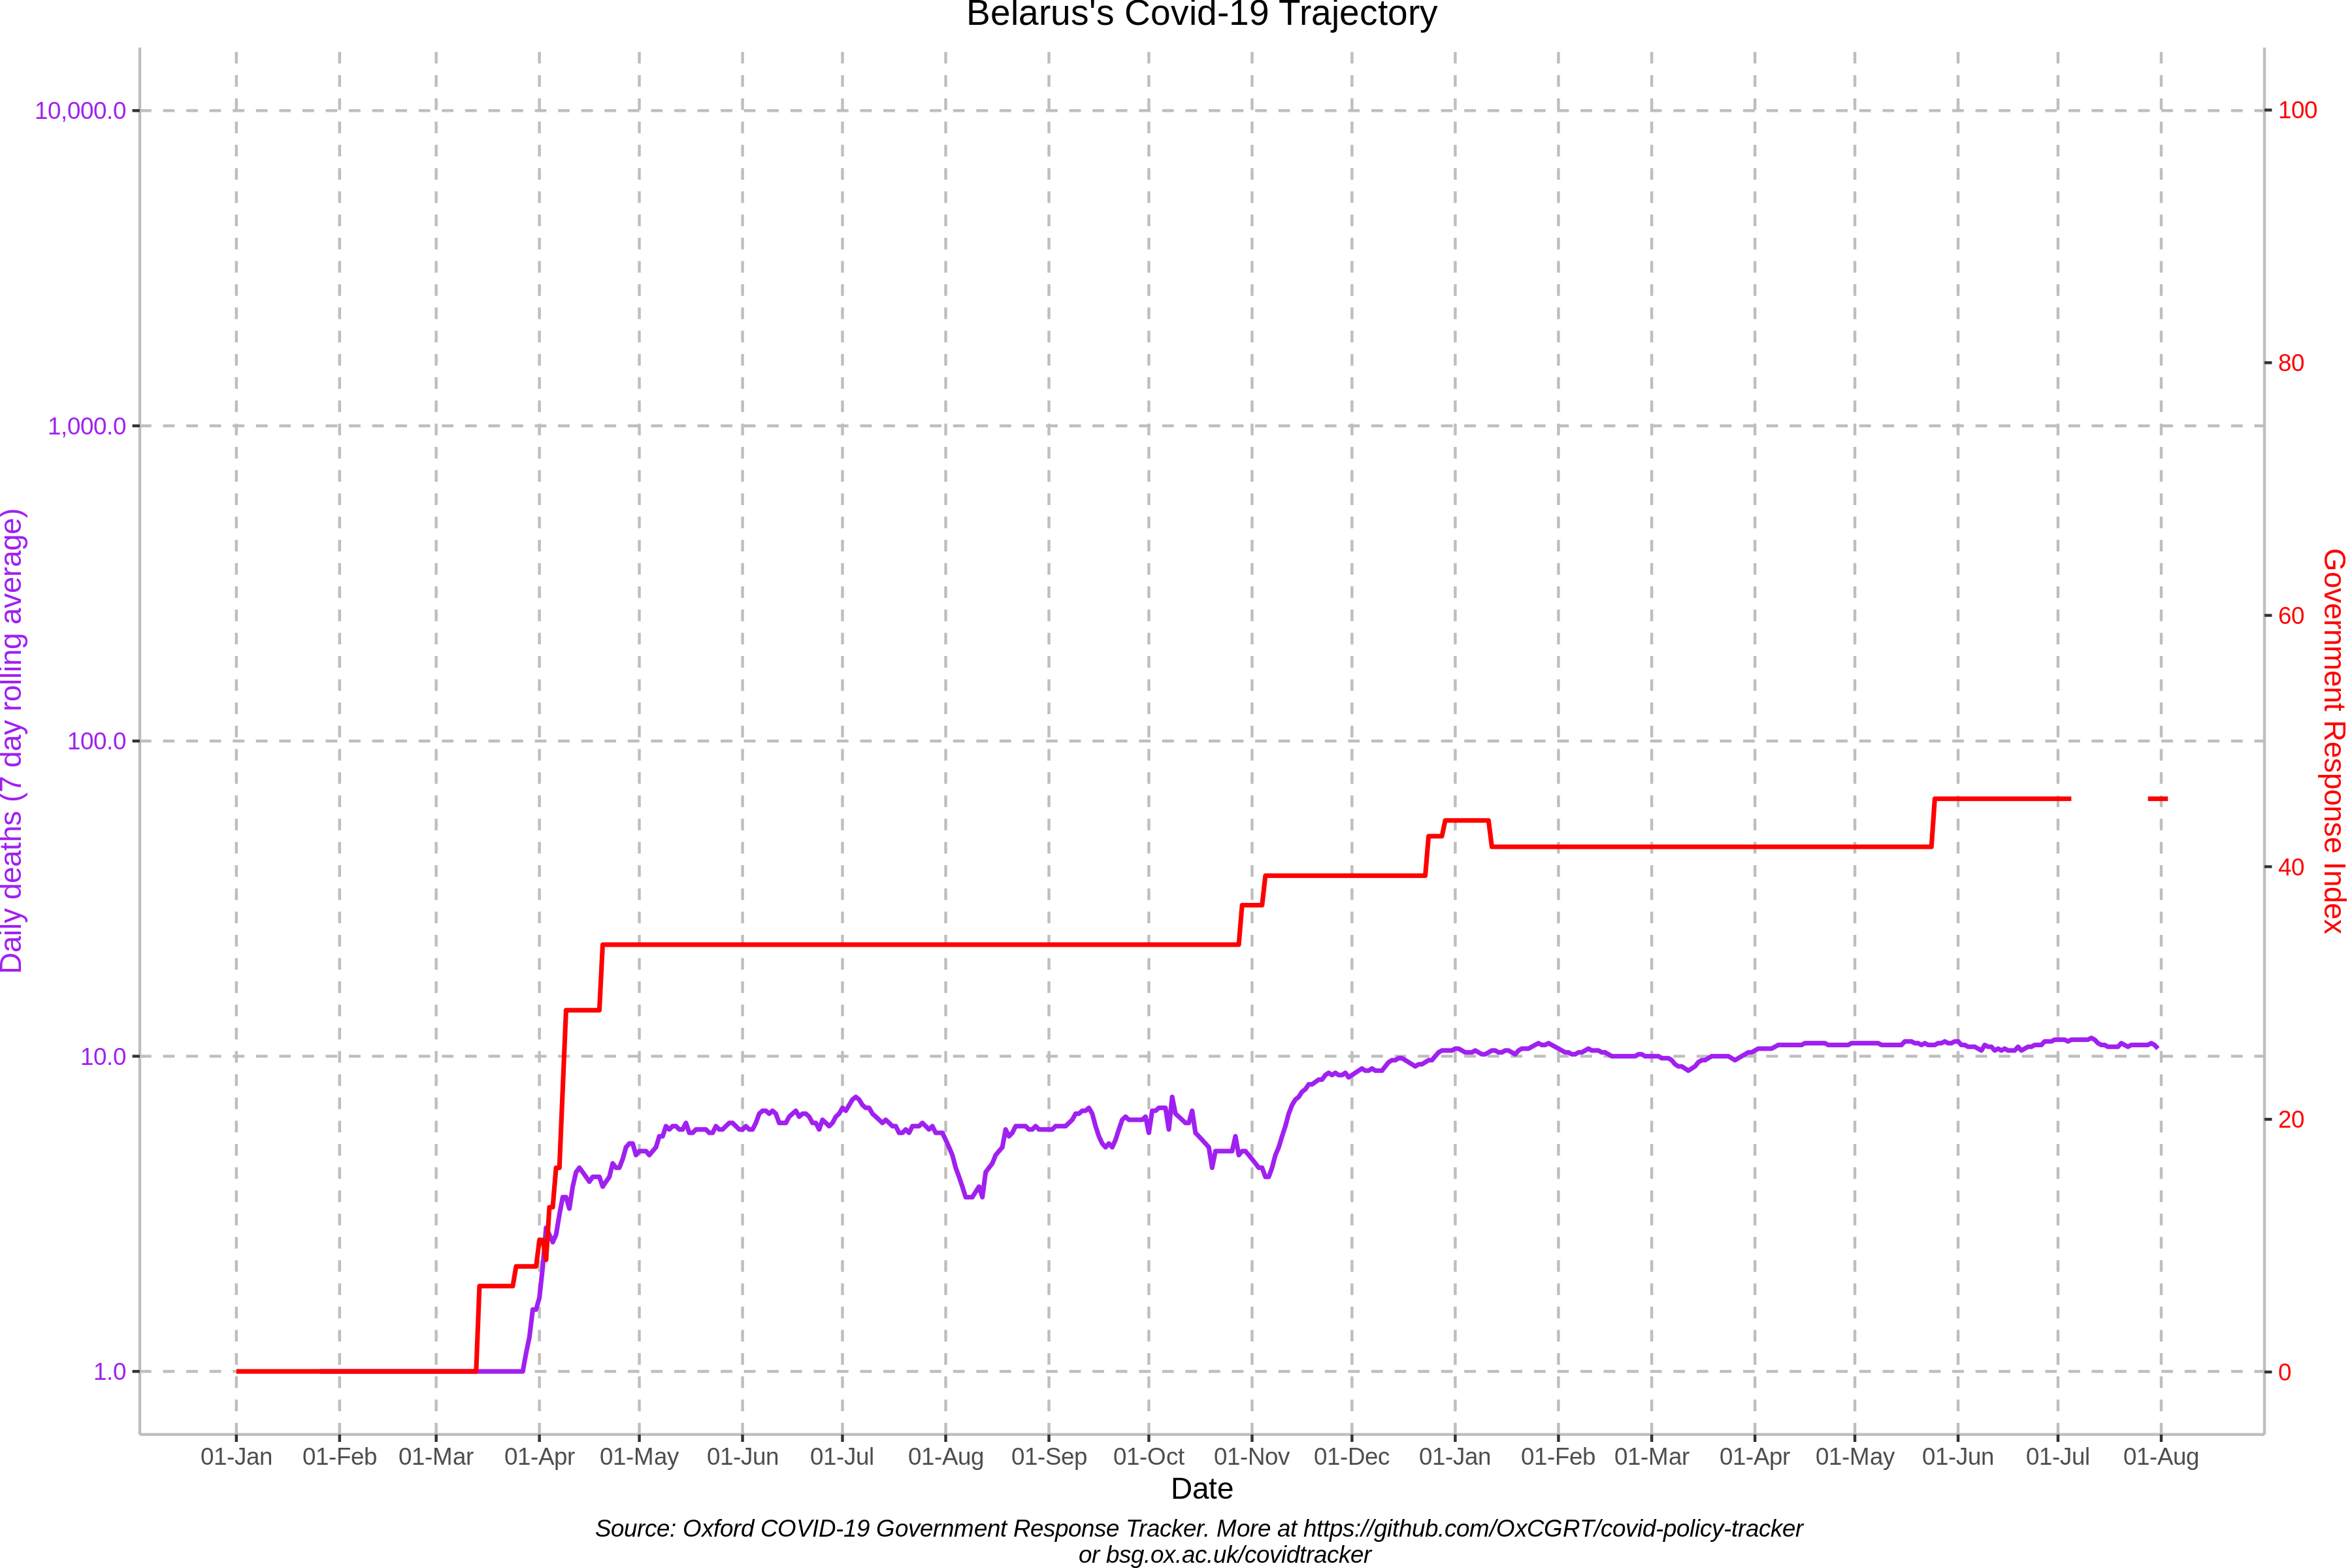 Belarus's Covid-19 Trajectory
10,000.0
1,000.0
100.0
10.0
1.0
Daily deaths (7 day rolling average)
100
80
60
40
20
0
Government Response Index
01-Jan 01-Feb 01-Mar 01-Apr 01-May 01-Jun 01-Jul 01-Aug 01-Sep 01-Oct 01-Nov 01-Dec 01-Jan 01-Feb 01-Mar 01-Apr 01-May 01-Jun 01-Jul 01-Aug
Date
Source: Oxford COVID-19 Government Response Tracker. More at https://github.com/OxCGRT/covid-policy-tracker
or bsg.ox.ac.uk/covidtracker